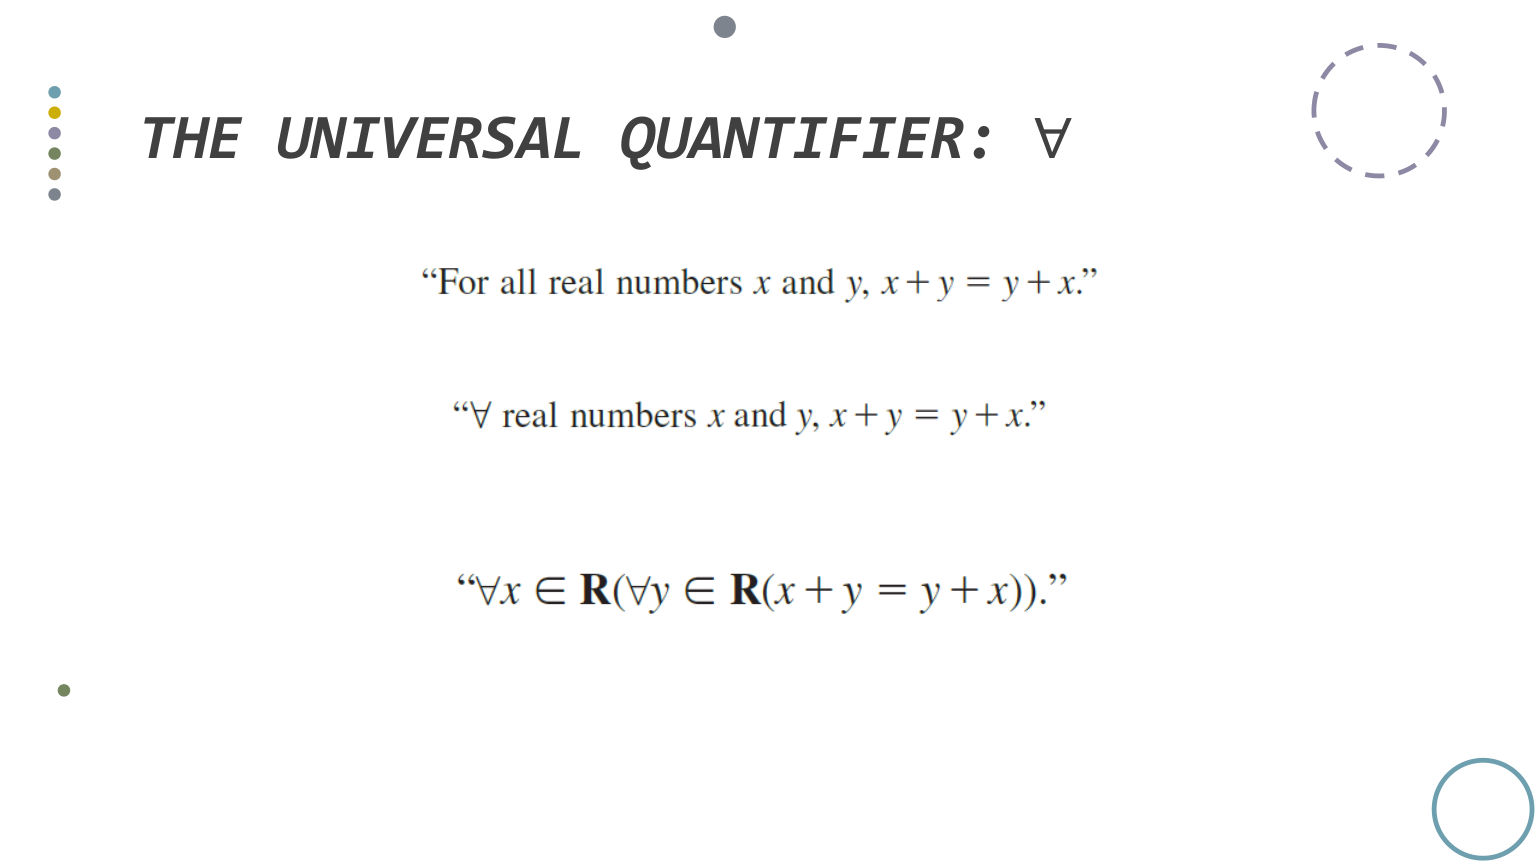 THE UNIVERSAL QUANTIFIER: ∀
“For all real numbers x and y, x + y = y + x.”
“∀ real numbers x and y, x + y = y + x.”
“∀x ∈ R(∀y ∈ R(x + y = y + x)).”